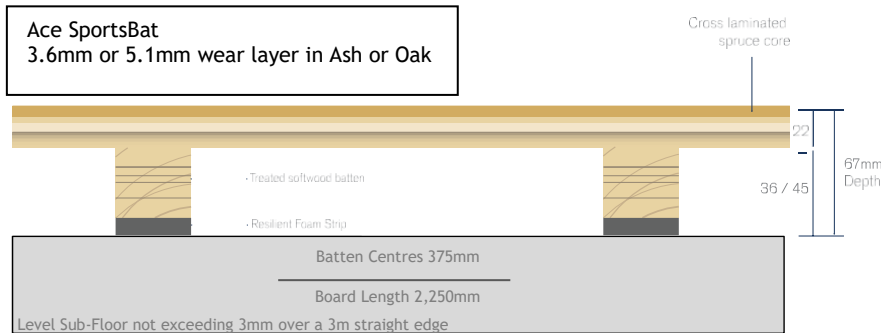 Ace SportsBat
3.6mm or 5.1mm wear layer in Ash or Oak
Cross laminated
spruce core
22
67mm
Depth
36 / 45
· Treated softwood batten
· Resilient Foam Strip
Batten Centres 375mm
Board Length 2,250mm
Level Sub-Floor not exceeding 3mm over a 3m straight edge